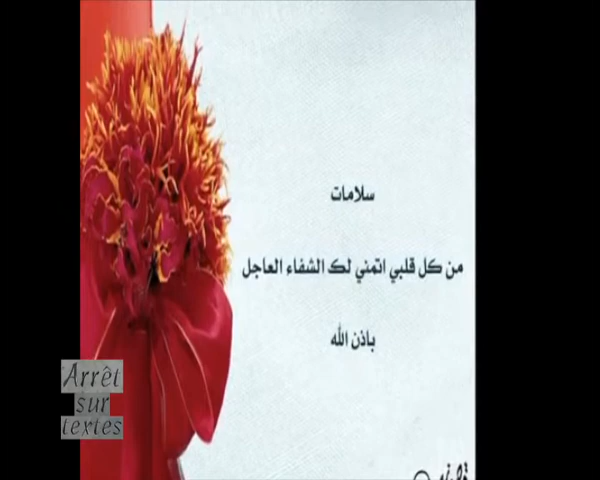 سلامات
من كل قلبي اتمني لك الشفاء العاجل
باذن الله
Arrêt
sur
textes